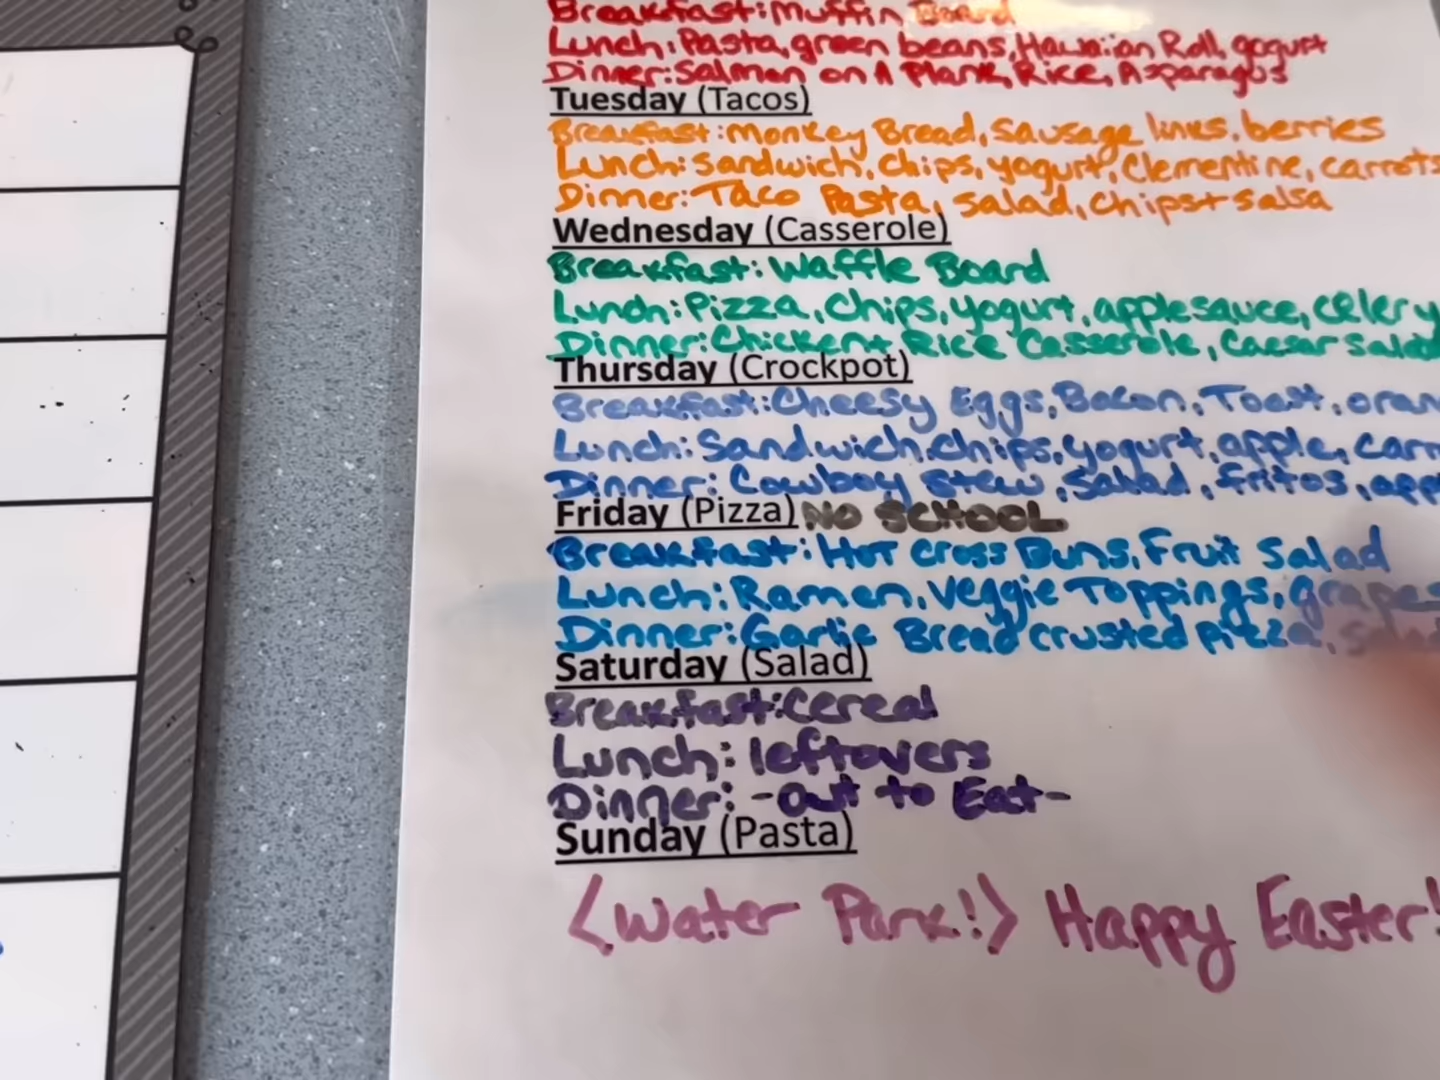 Breakfast: Muffin Board
Lunch: Pasta, green beans, Hawaiian Roll, yogurt
Dinner: Salmon on A Plank, Rice, Asparagus
Tuesday (Tacos)
Breakfast: Monkey Bread, Sausage links, berries
Lunch: Sandwich, Chips, yogurt, Clementine, carrots
Dinner: Taco Pasta, Salad, Chips + Salsa
Wednesday (Casserole)
Breakfast: Waffle Board
Lunch: Pizza, Chips, yogurt, applesauce, celery
Dinner: Chicken + Rice Casserole, Caesar Salad
Thursday (Crockpot)
Breakfast: Cheesy Eggs, Bacon, Toast, oran
Lunch: Sandwich, Chips, yogurt, apple, carr
Dinner: Cowboy Stew, Salad, Fritos, app
Friday (Pizza) NO SCHOOL
Breakfast: Hot Cross Buns, Fruit Salad
Lunch: Ramen, Veggie Toppings, grapes
Dinner: Garlic Bread crusted pizza,
Saturday (Salad)
Breakfast: Cereal
Lunch: leftovers
Dinner: -Out to Eat-
Sunday (Pasta)
<Water Park!> Happy Easter!